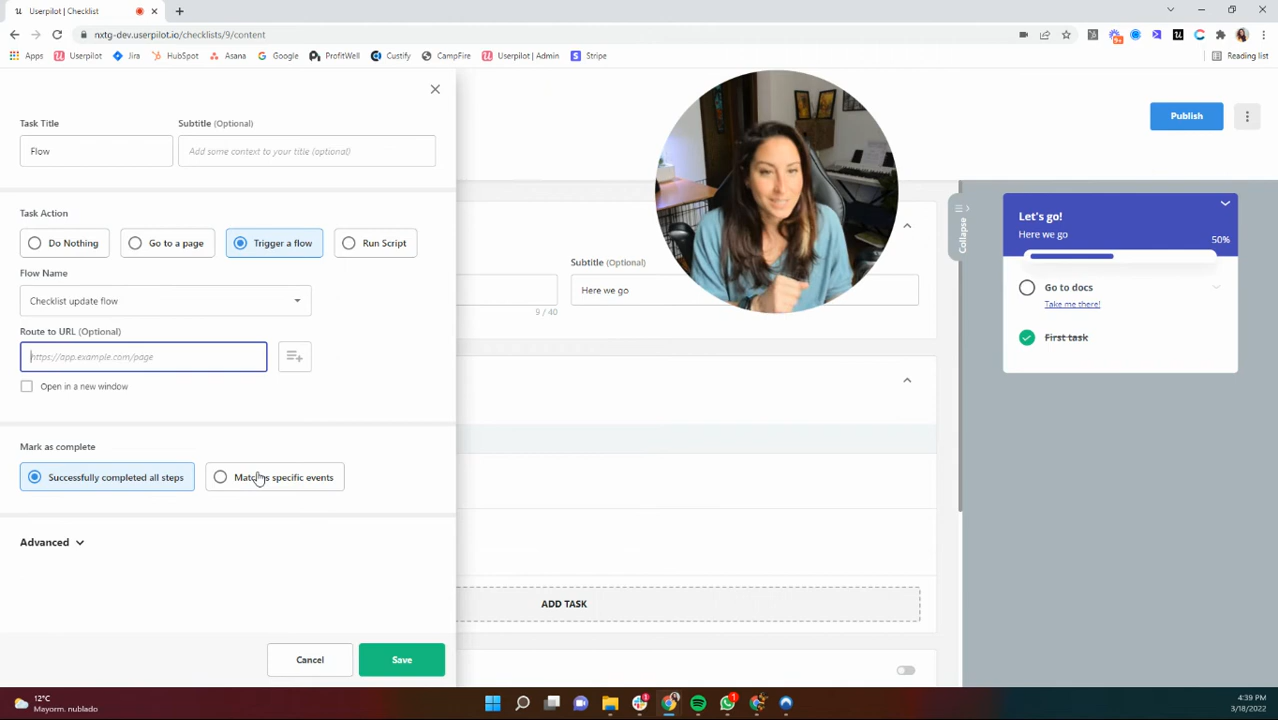 Userpilot | Checklist
nxtg-dev.userpilot.io/checklists/9/content
Apps Userpilot Jira HubSpot Asana Google ProfitWell Custify CampFire Userpilot | Admin Stripe Reading list
Task Title Subtitle (Optional)
Flow Add some context to your title (optional)
Task Action
Do Nothing Go to a page Trigger a flow Run Script
Flow Name
Checklist update flow
Route to URL (Optional)
https://app.example.com/page
Open in a new window
Mark as complete
Successfully completed all steps specific events
Advanced
Cancel Save
Publish
Subtitle (Optional)
Here we go
9 / 40
ADD TASK
Collapse
Let's go!
Here we go
50%
Go to docs
Take me there!
First task
12°C
Mayorm. nublado
9+
1
1
4:39 PM
3/18/2022